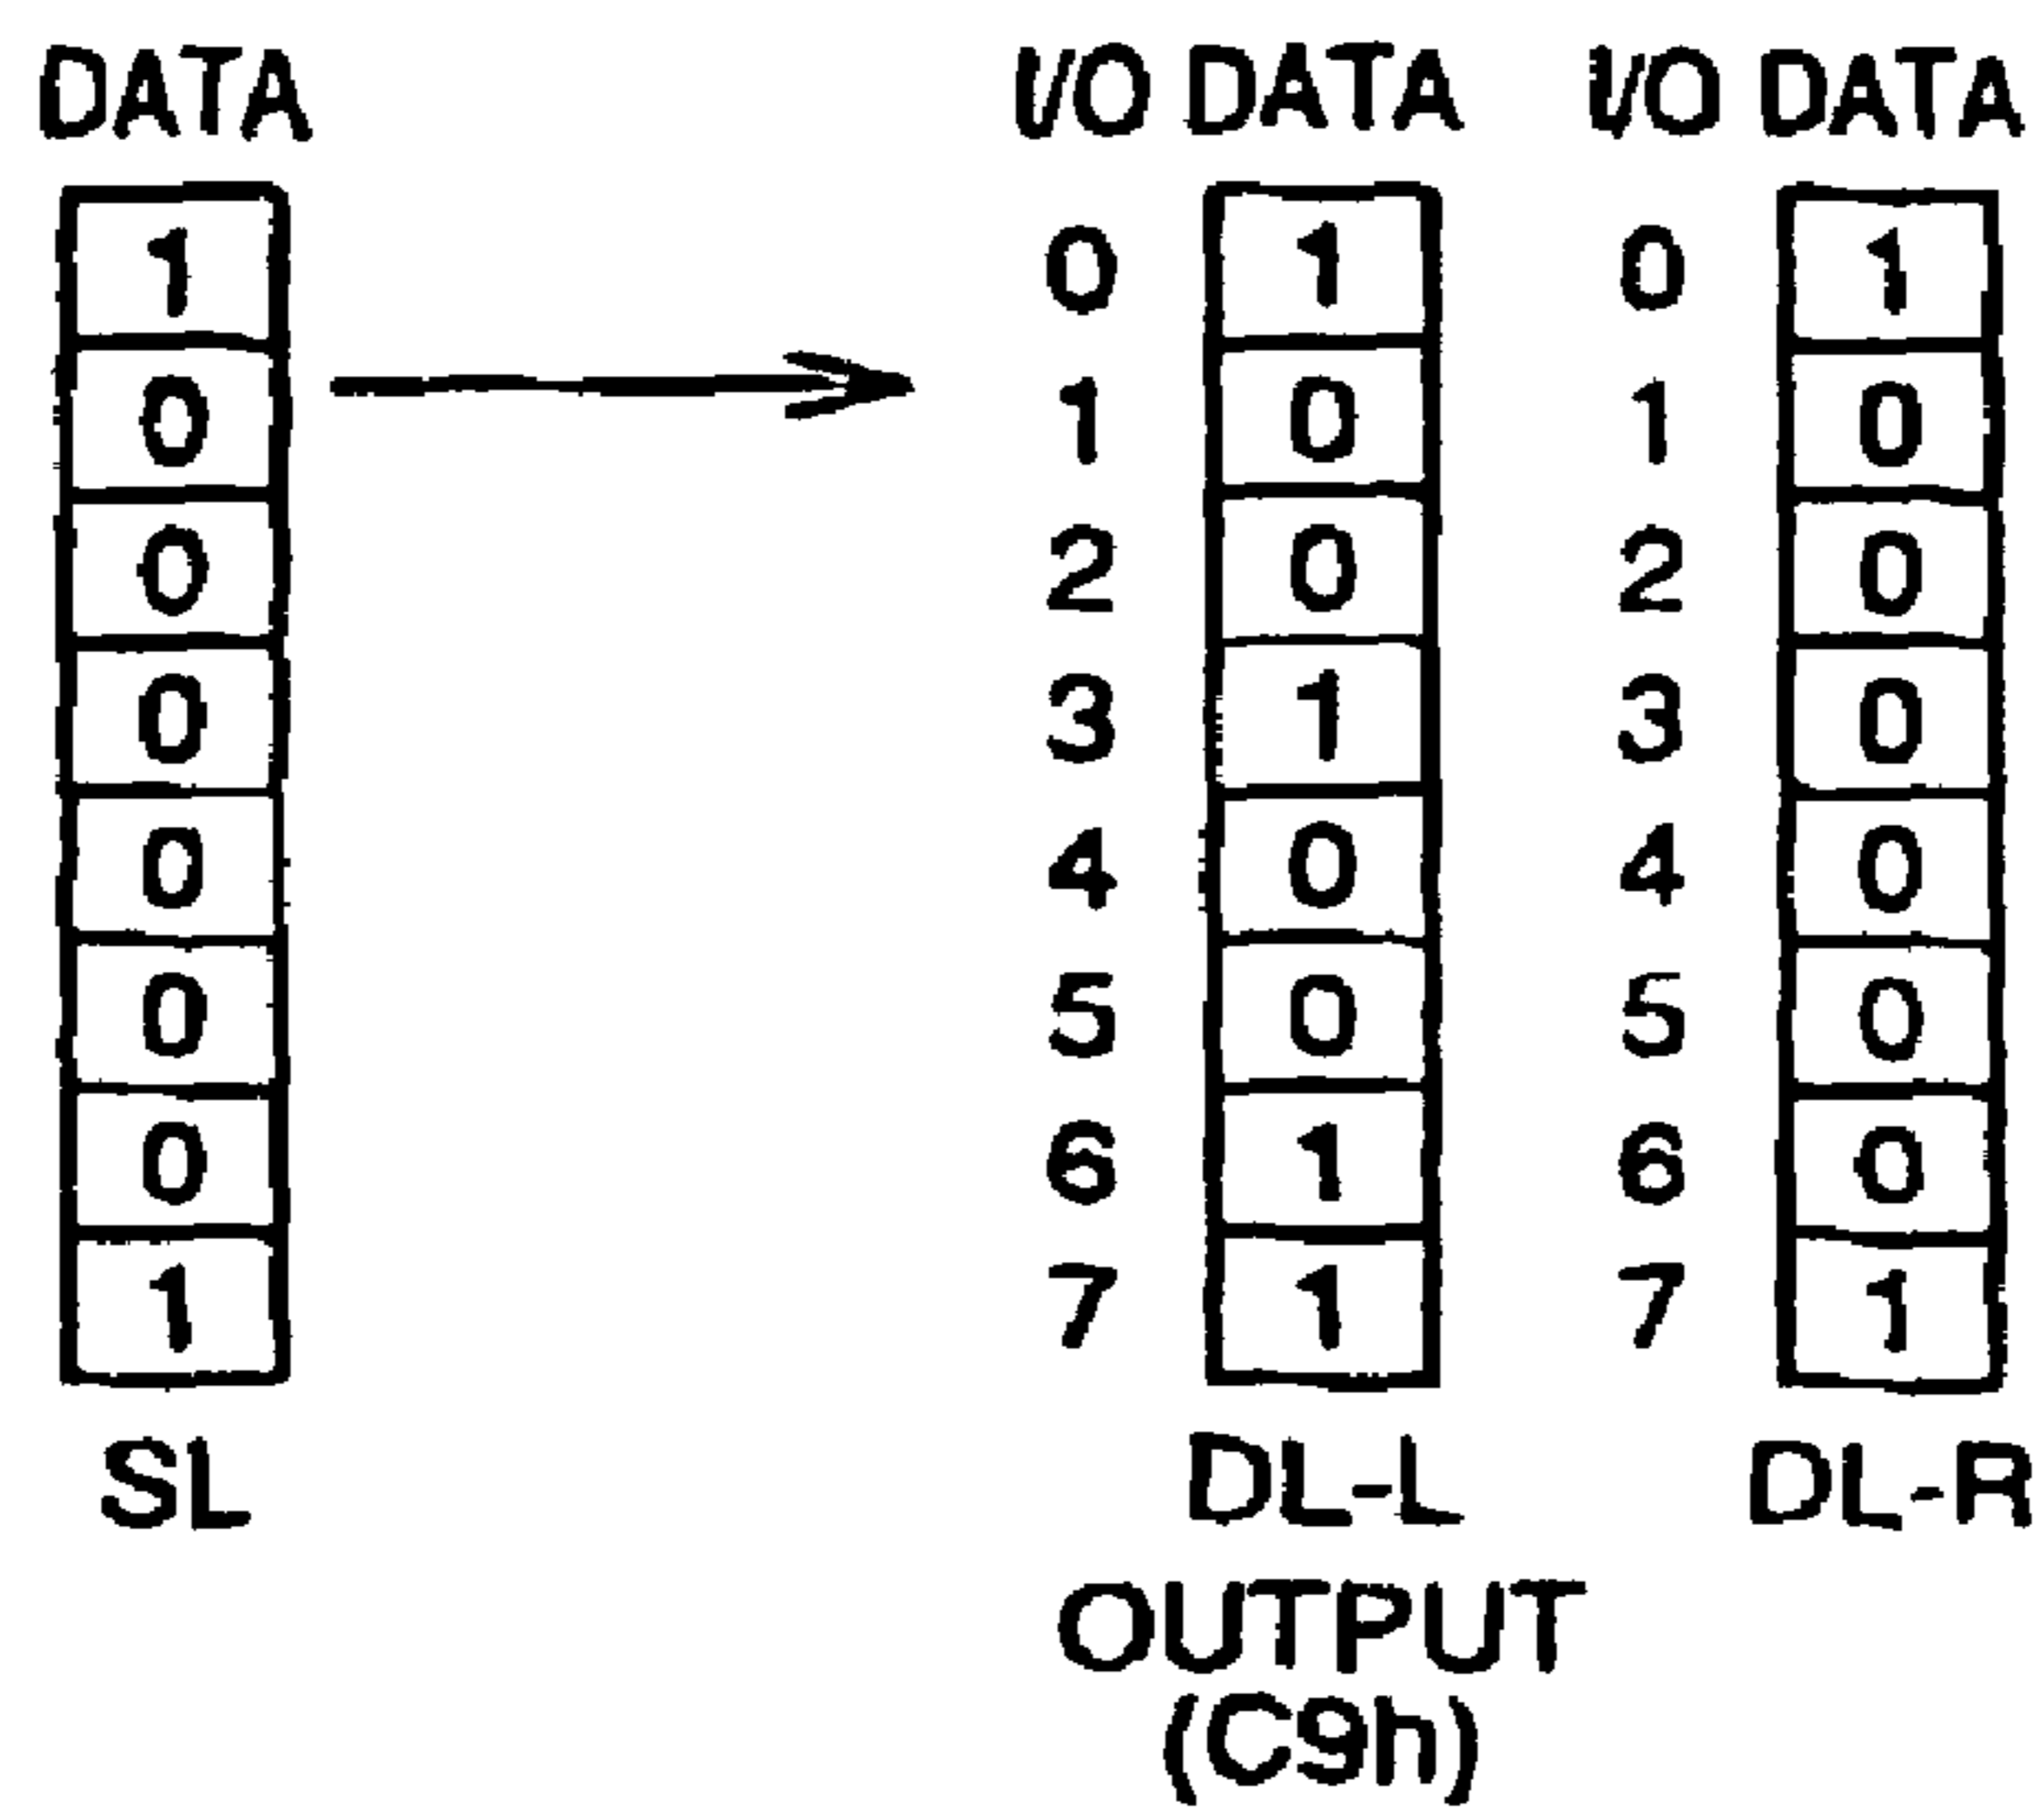 DATA I/O DATA I/O DATA
1 0 1 0 1
0 1 0 1 0
0 2 0 2 0
0 3 1 3 0
0 4 0 4 0
0 5 0 5 0
0 6 1 6 0
1 7 1 7 1
SL DL-L DL-R
OUTPUT
(C9h)